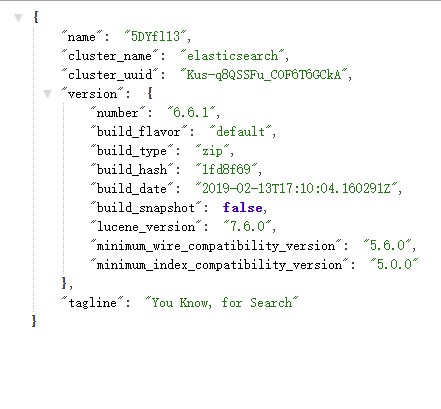 {
"name": "5DYfl13",
"cluster_name": "elasticsearch",
"cluster_uuid": "Kus-q8QSSFu_COF6T6GCkA",
"version": {
"number": "6.6.1",
"build_flavor": "default",
"build_type": "zip",
"build_hash": "1fd8f69",
"build_date": "2019-02-13T17:10:04.160291Z",
"build_snapshot": false,
"lucene_version": "7.6.0",
"minimum_wire_compatibility_version": "5.6.0",
"minimum_index_compatibility_version": "5.0.0"
},
"tagline": "You Know, for Search"
}